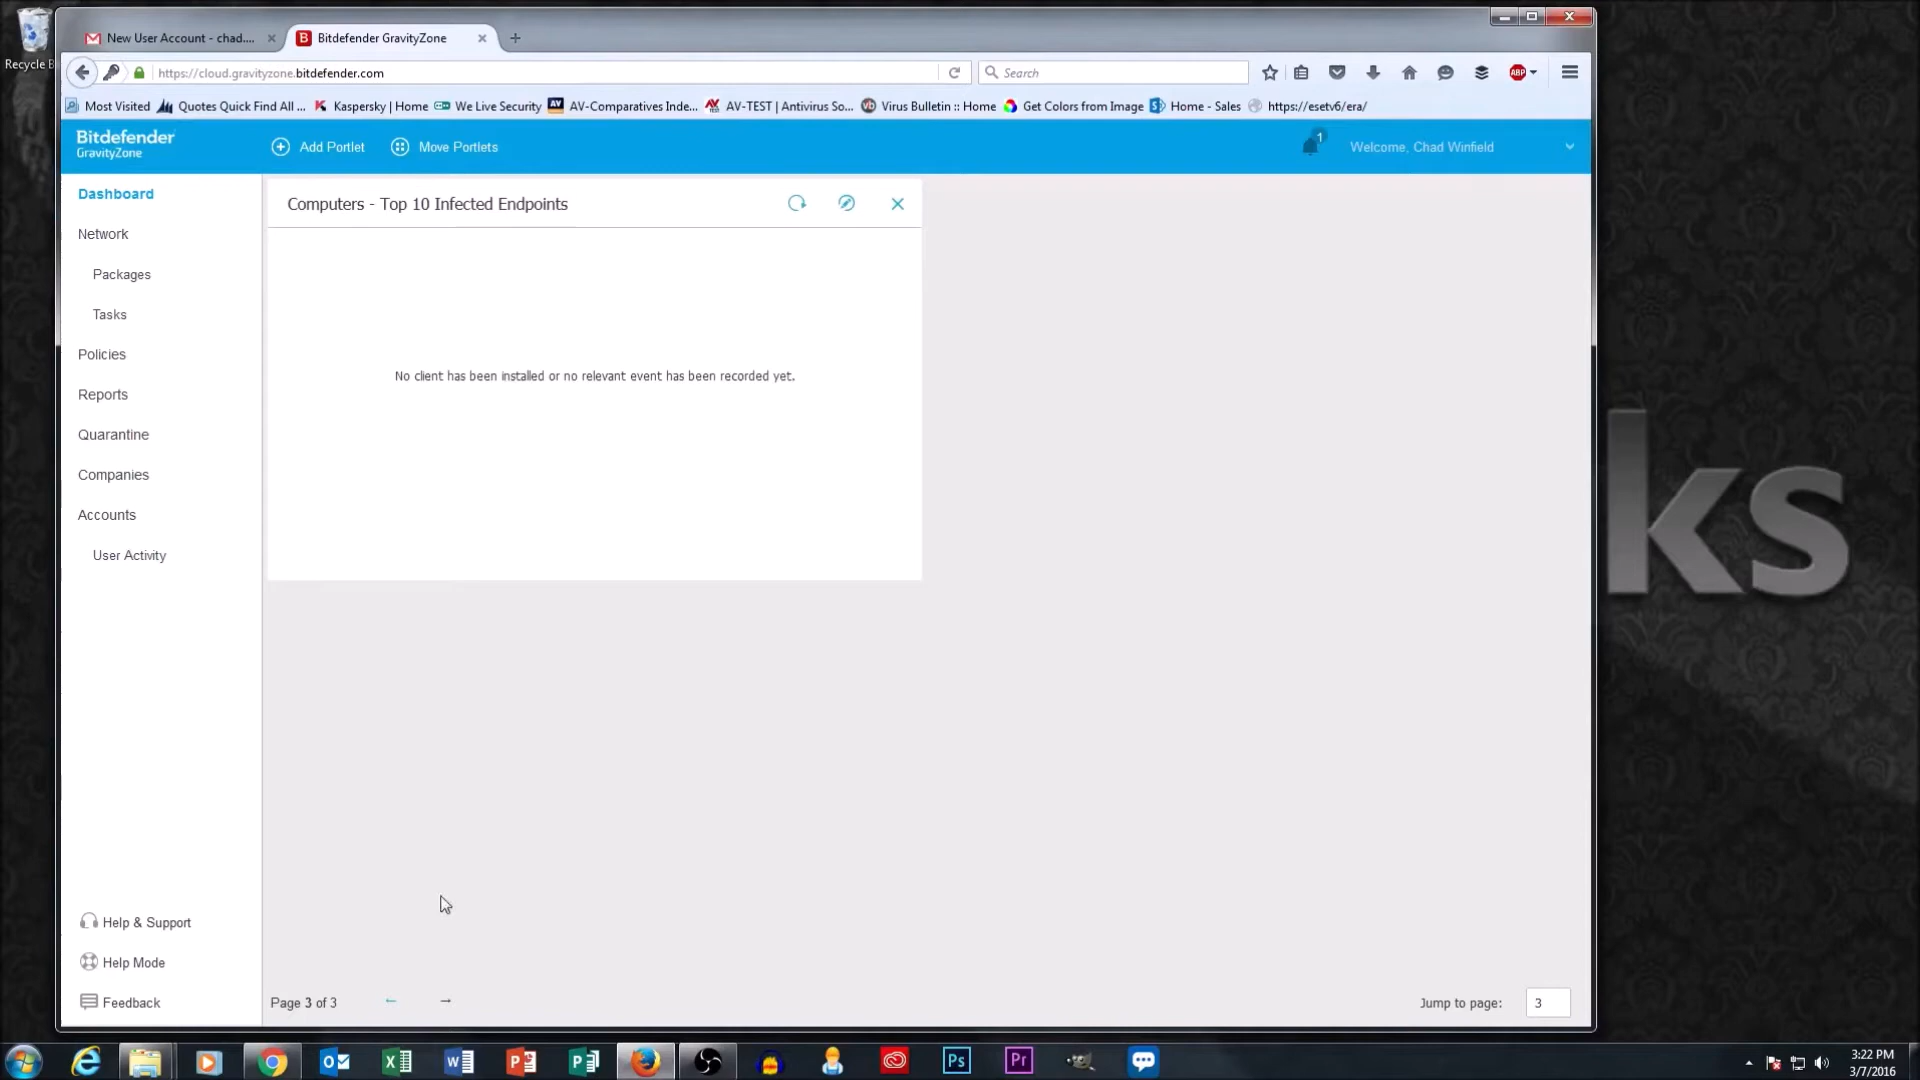 Recycle B
New User Account - chad....
Bitdefender GravityZone
https://cloud.gravityzone.bitdefender.com
Search
ABP
Most Visited
Quotes Quick Find All ...
Kaspersky | Home
We Live Security
AV-Comparatives Inde...
AV-TEST | Antivirus So...
Virus Bulletin :: Home
Get Colors from Image
Home - Sales
https://esetv6/era/
Bitdefender
GravityZone
Add Portlet
Move Portlets
1
Welcome, Chad Winfield
Dashboard
Network
Packages
Tasks
Policies
Reports
Quarantine
Companies
Accounts
User Activity
Computers - Top 10 Infected Endpoints
No client has been installed or no relevant event has been recorded yet.
ks
Help & Support
Help Mode
Feedback
Page 3 of 3
Jump to page:
3
3:22 PM
3/7/2016